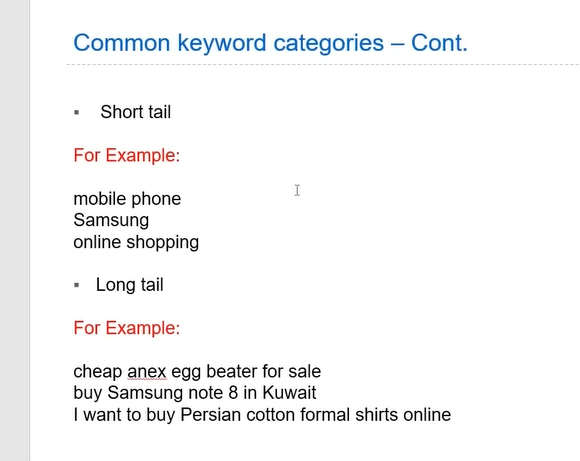 Common keyword categories – Cont.
▪ Short tail
For Example:
mobile phone
Samsung
online shopping
▪ Long tail
For Example:
cheap anex egg beater for sale
buy Samsung note 8 in Kuwait
I want to buy Persian cotton formal shirts online